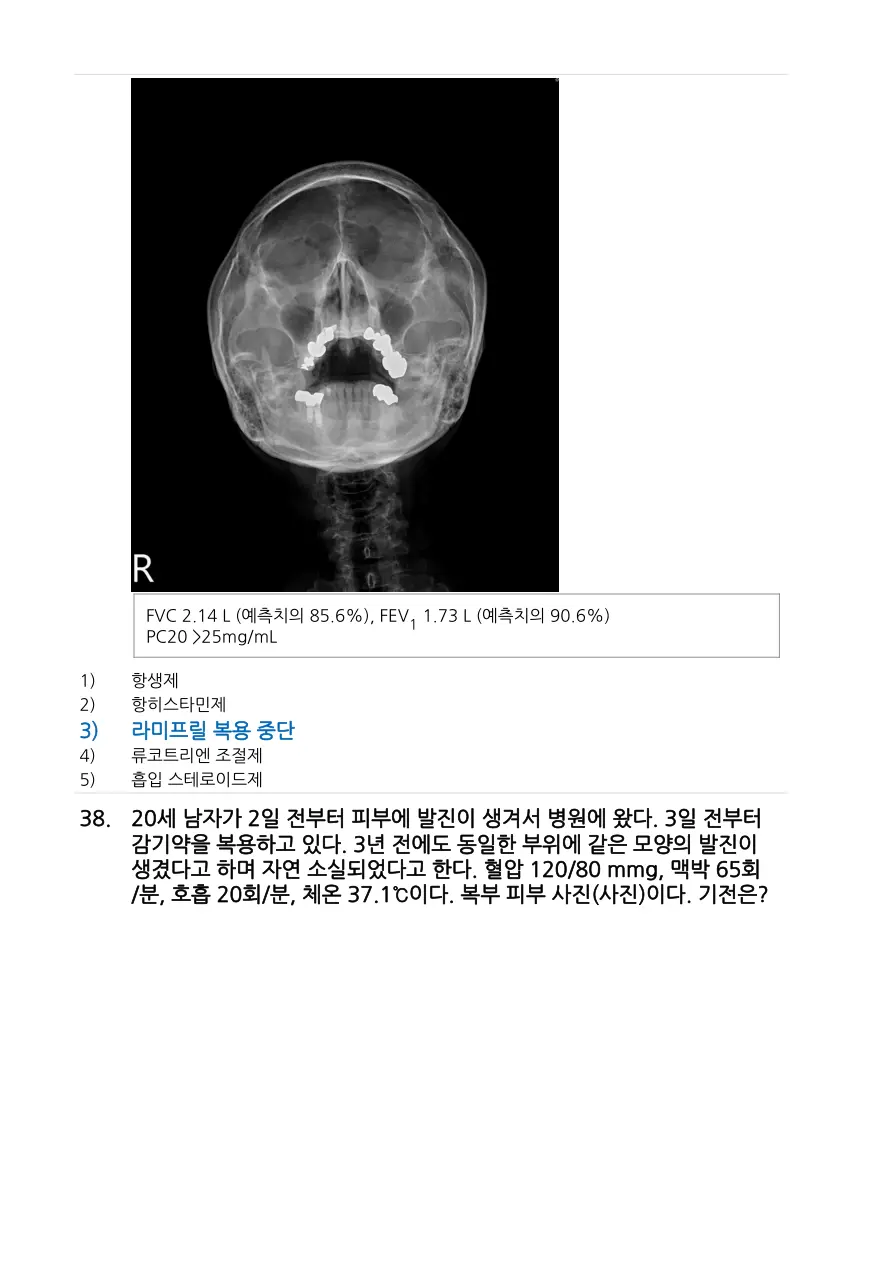 R
FVC 2.14 L (예측치의 85.6%), FEV1 1.73 L (예측치의 90.6%)
PC20 >25mg/mL
1) 항생제
2) 항히스타민제
3) 라미프릴 복용 중단
4) 류코트리엔 조절제
5) 흡입 스테로이드제
38. 20세 남자가 2일 전부터 피부에 발진이 생겨서 병원에 왔다. 3일 전부터
감기약을 복용하고 있다. 3년 전에도 동일한 부위에 같은 모양의 발진이
생겼다고 하며 자연 소실되었다고 한다. 혈압 120/80 mmg, 맥박 65회
/분, 호흡 20회/분, 체온 37.1℃이다. 복부 피부 사진(사진)이다. 기전은?